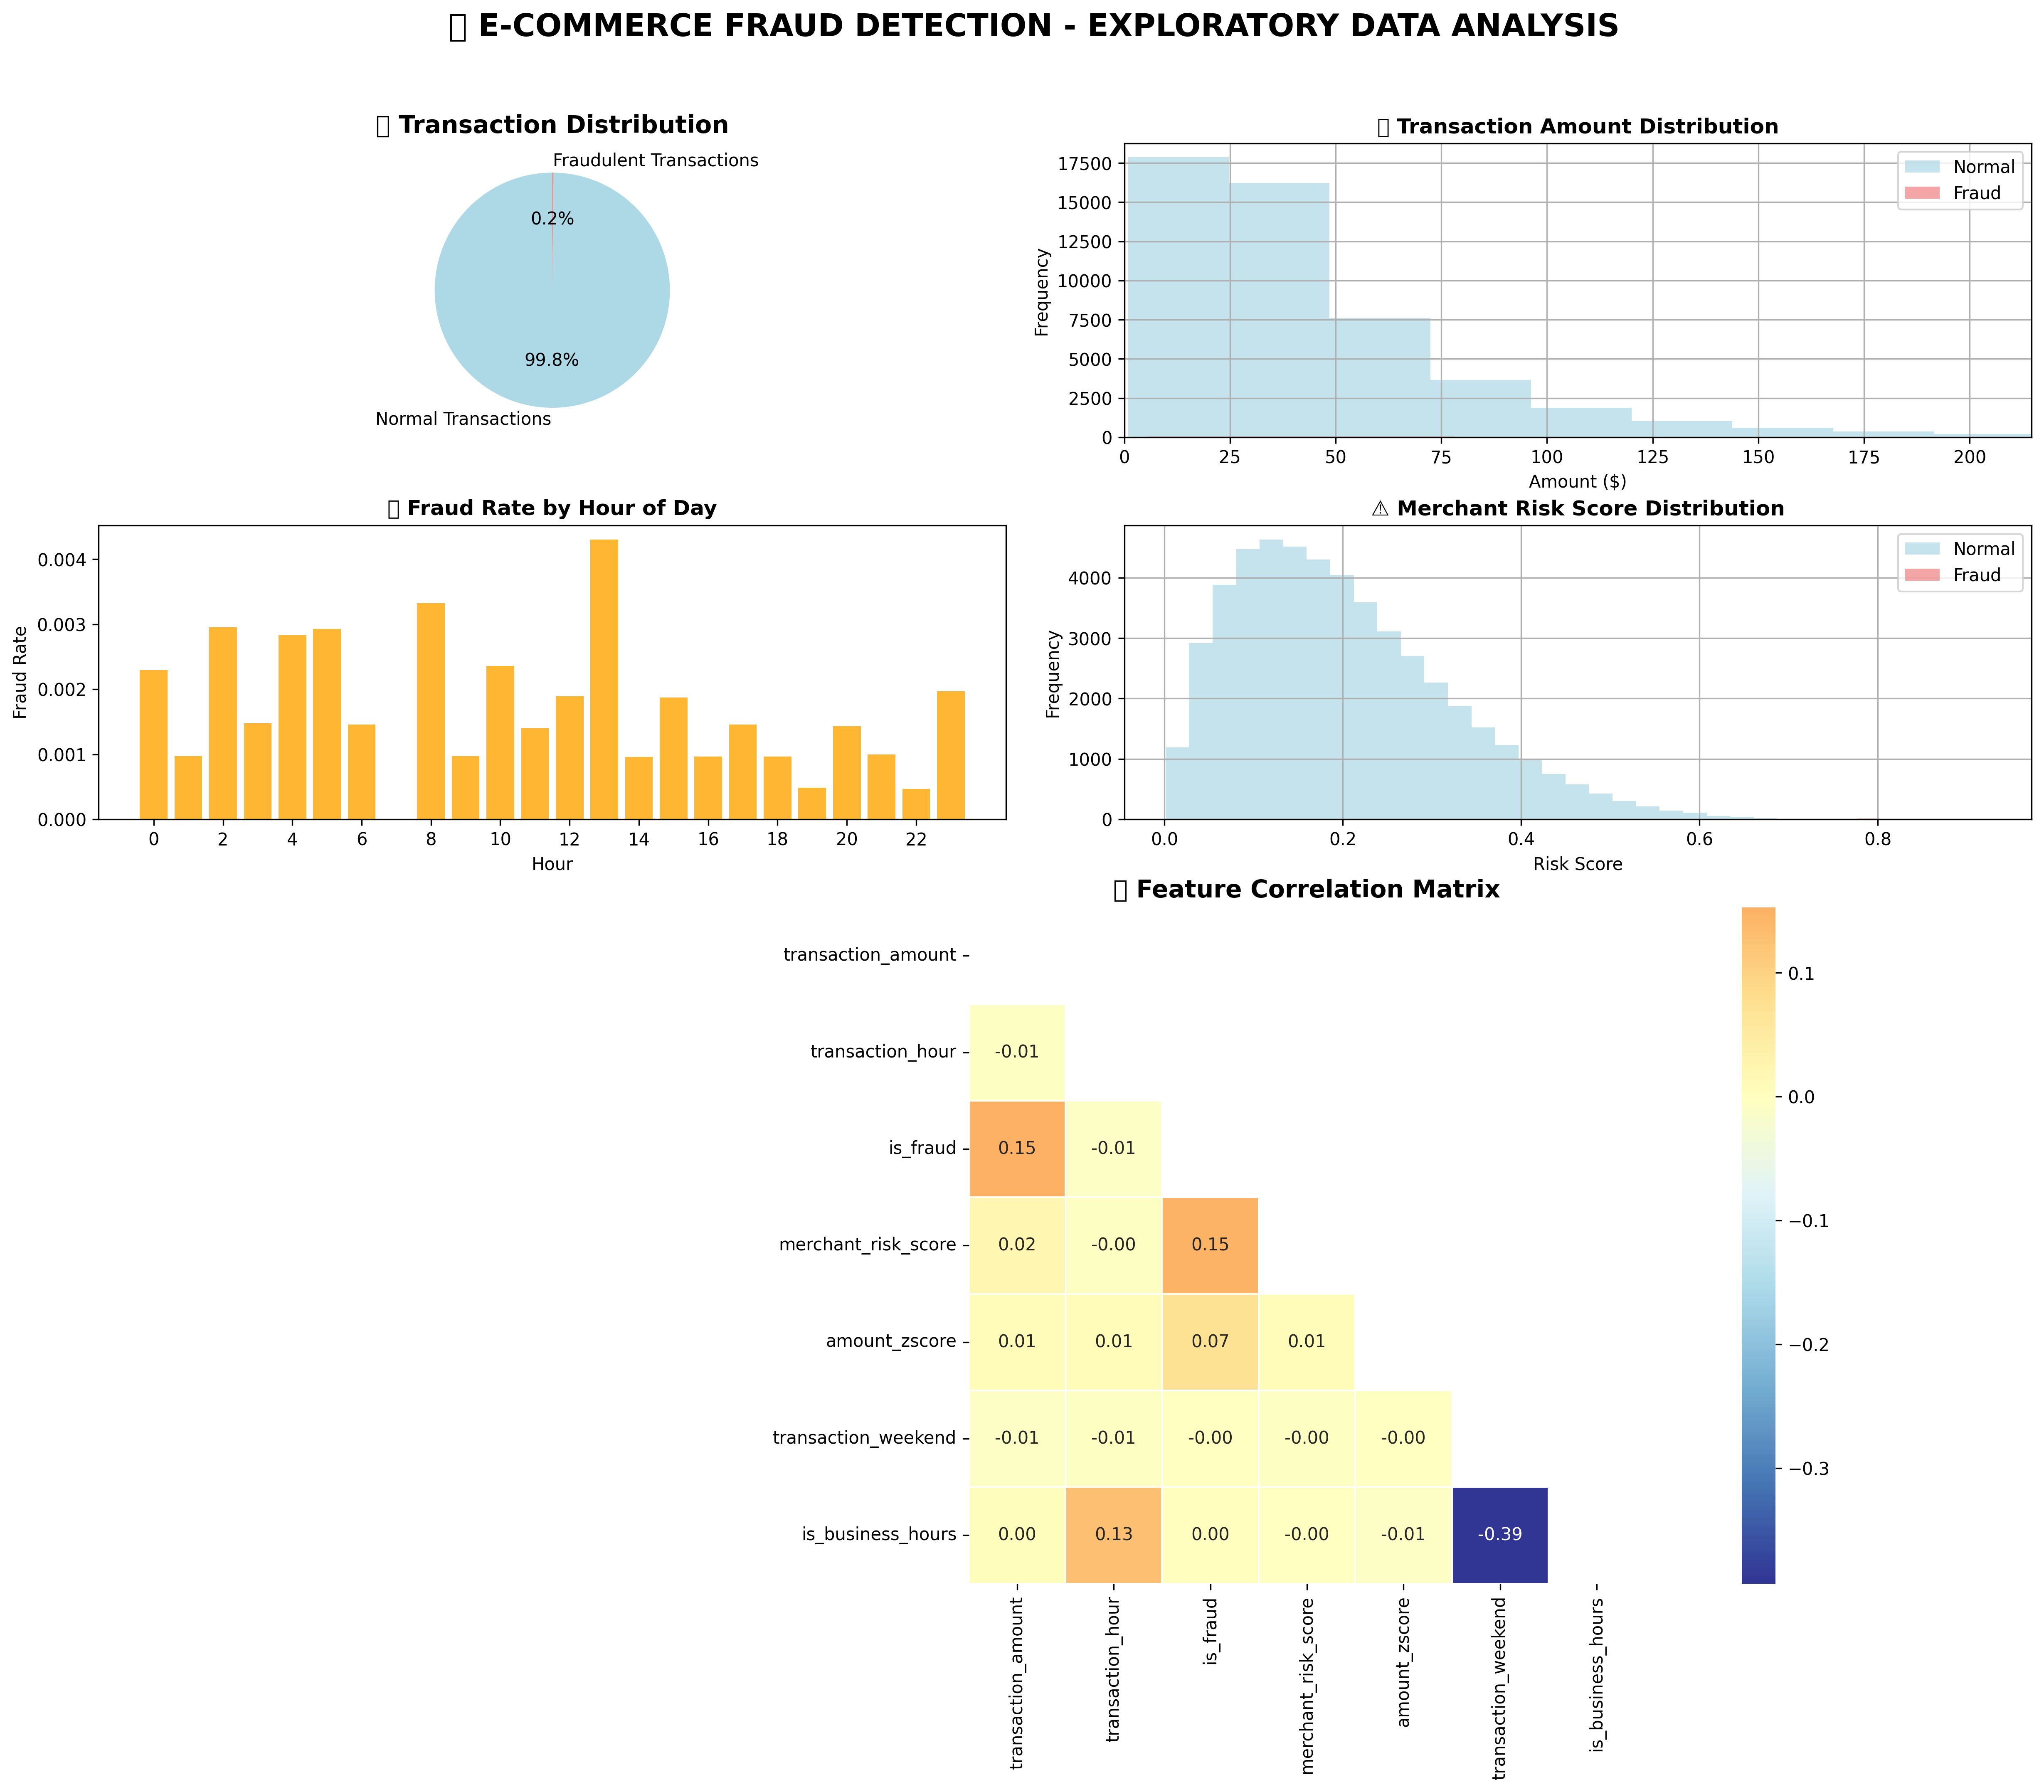 E-COMMERCE FRAUD DETECTION - EXPLORATORY DATA ANALYSIS
Transaction Distribution
Fraudulent Transactions
0.2%
99.8%
Normal Transactions
Transaction Amount Distribution
Normal
Fraud
Frequency
17500
15000
12500
10000
7500
5000
2500
0
0 25 50 75 100 125 150 175 200
Amount ($)
Fraud Rate by Hour of Day
Fraud Rate
0.004
0.003
0.002
0.001
0.000
0 2 4 6 8 10 12 14 16 18 20 22
Hour
⚠ Merchant Risk Score Distribution
Normal
Fraud
Frequency
4000
3000
2000
1000
0
0.0 0.2 0.4 0.6 0.8
Risk Score
Feature Correlation Matrix
transaction_amount
transaction_hour -0.01
is_fraud 0.15 -0.01
merchant_risk_score 0.02 -0.00 0.15
amount_zscore 0.01 0.01 0.07 0.01
transaction_weekend -0.01 -0.01 -0.00 -0.00 -0.00
is_business_hours 0.00 0.13 0.00 -0.00 -0.01 -0.39
transaction_amount
transaction_hour
is_fraud
merchant_risk_score
amount_zscore
transaction_weekend
is_business_hours
0.1
0.0
−0.1
−0.2
−0.3